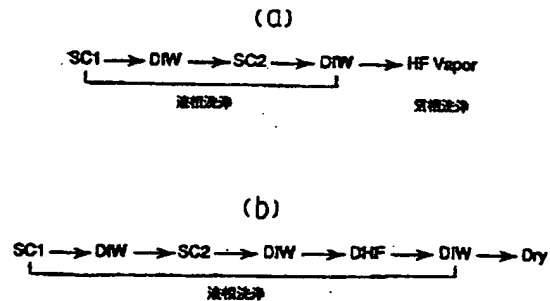 (a)
SC1 → DIW → SC2 → DIW → HF Vapor
液相洗浄 気相洗浄
(b)
SC1 → DIW → SC2 → DIW → DHF → DIW → Dry
液相洗浄